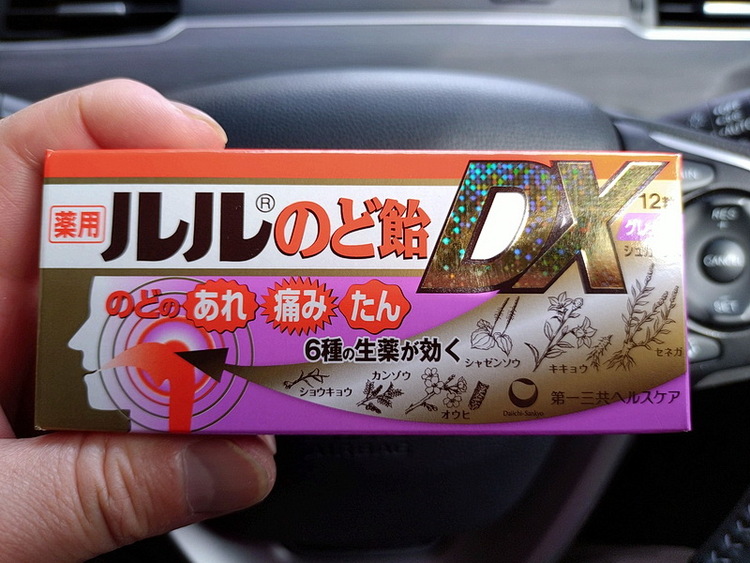 薬用 ルル®のど飴 DX
12
のどの あれ 痛み たん
6種の生薬が効く
シャゼンソウ
キキョウ
セネガ
ショウキョウ
カンゾウ
オウヒ
Daiichi-Sankyo
第一三共ヘルスケア
RES
CANCEL
SET